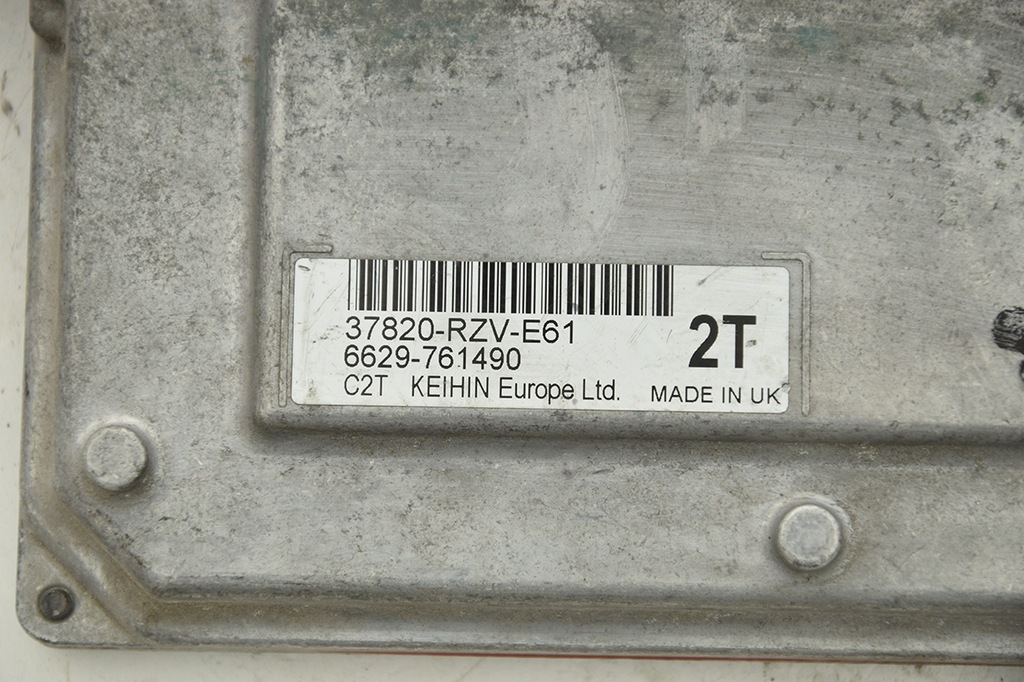 37820-RZV-E61
6629-761490
2T
C2T KEIHIN Europe Ltd. MADE IN UK